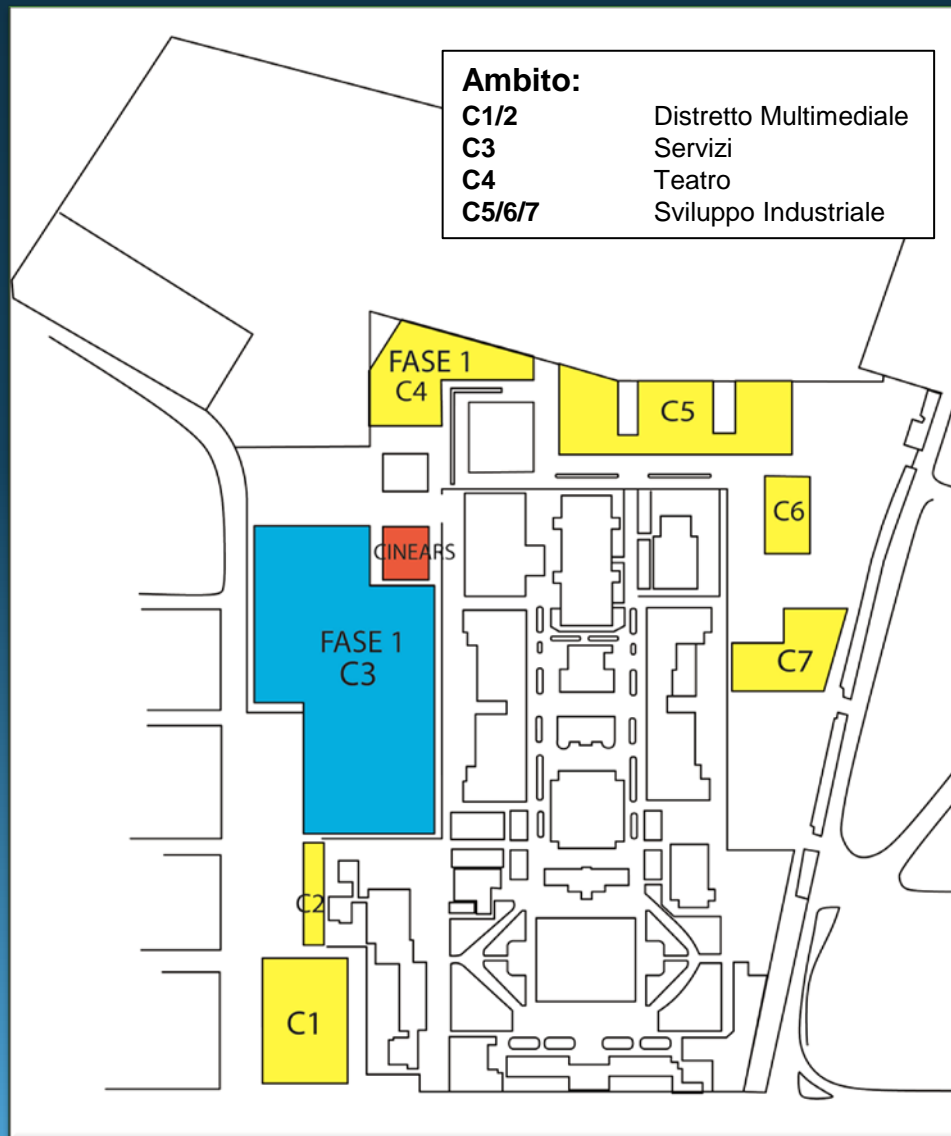 Ambito:
C1/2 Distretto Multimediale
C3 Servizi
C4 Teatro
C5/6/7 Sviluppo Industriale
FASE 1
C4
C5
C6
CINEARS
FASE 1
C3
C7
C2
C1